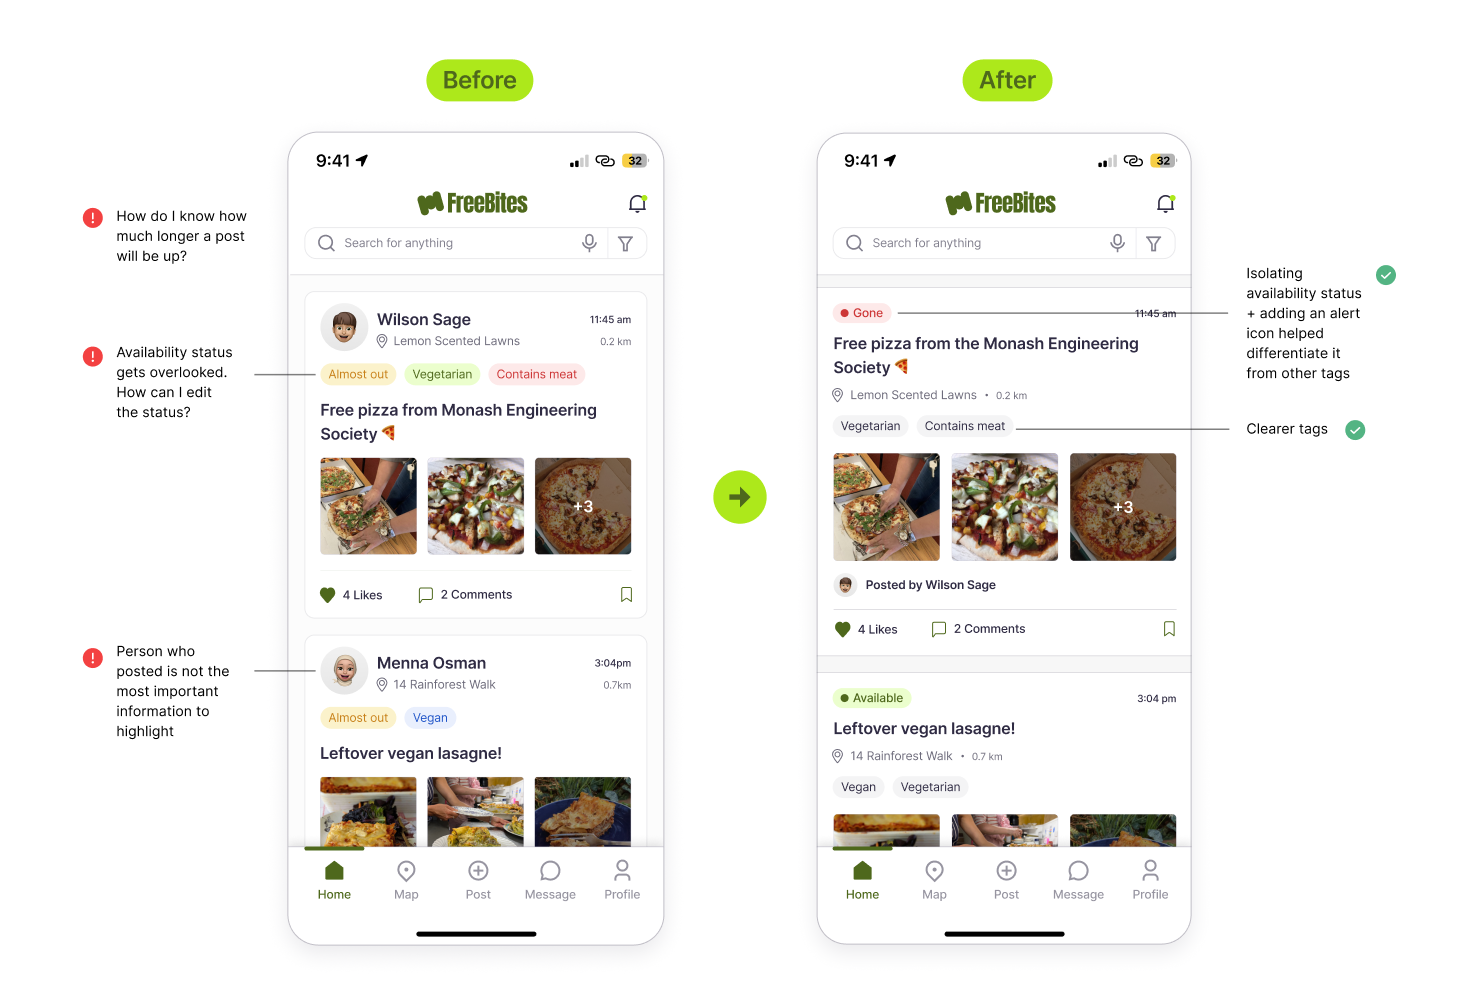 Before
After
9:41
32
FreeBites
Search for anything
Wilson Sage
11:45 am
Lemon Scented Lawns
0.2 km
Almost out
Vegetarian
Contains meat
Free pizza from Monash Engineering
Society
+3
4 Likes
2 Comments
Menna Osman
3:04pm
14 Rainforest Walk
0.7km
Almost out
Vegan
Leftover vegan lasagne!
Home
Map
Post
Message
Profile
How do I know how
much longer a post
will be up?
Availability status
gets overlooked.
How can I edit
the status?
Person who
posted is not the
most important
information to
highlight
9:41
32
FreeBites
Search for anything
Gone
11:45 am
Free pizza from the Monash Engineering
Society
Lemon Scented Lawns • 0.2 km
Vegetarian
Contains meat
+3
Posted by Wilson Sage
4 Likes
2 Comments
Available
3:04 pm
Leftover vegan lasagne!
14 Rainforest Walk • 0.7 km
Vegan
Vegetarian
Home
Map
Post
Message
Profile
Isolating
availability status
+ adding an alert
icon helped
differentiate it
from other tags
Clearer tags